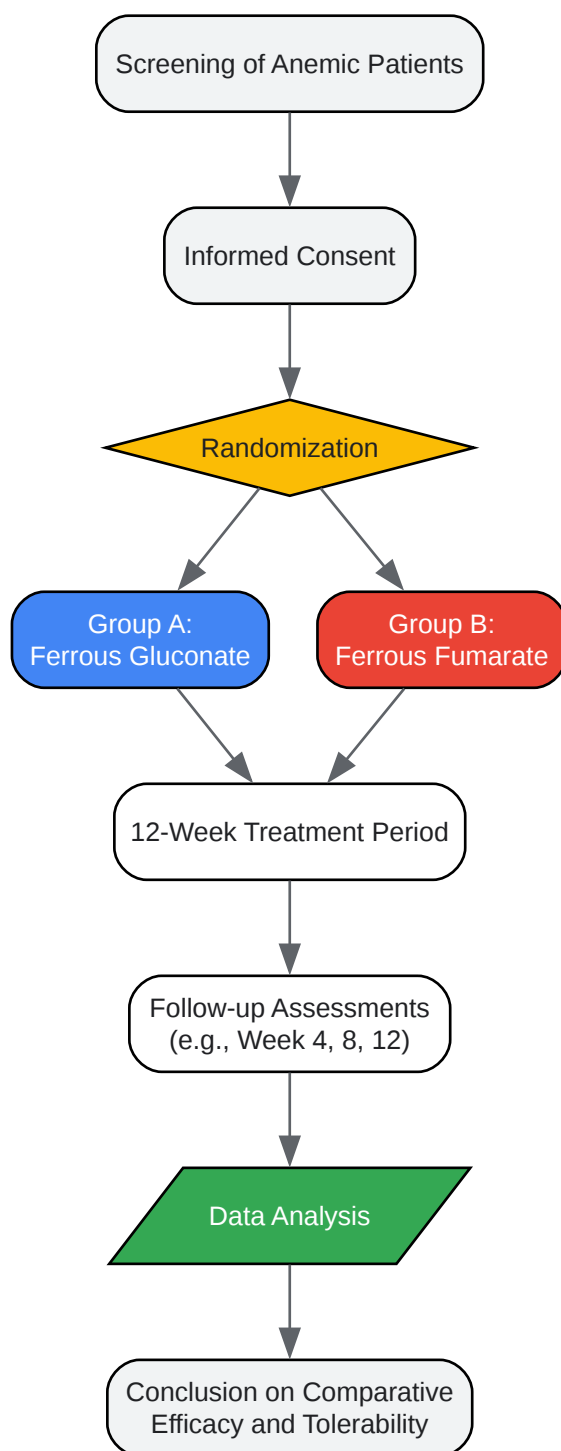 Screening of Anemic Patients
Informed Consent
Randomization
Group A:
Ferrous Gluconate
Group B:
Ferrous Fumarate
12-Week Treatment Period
Follow-up Assessments
(e.g., Week 4, 8, 12)
Data Analysis
Conclusion on Comparative
Efficacy and Tolerability